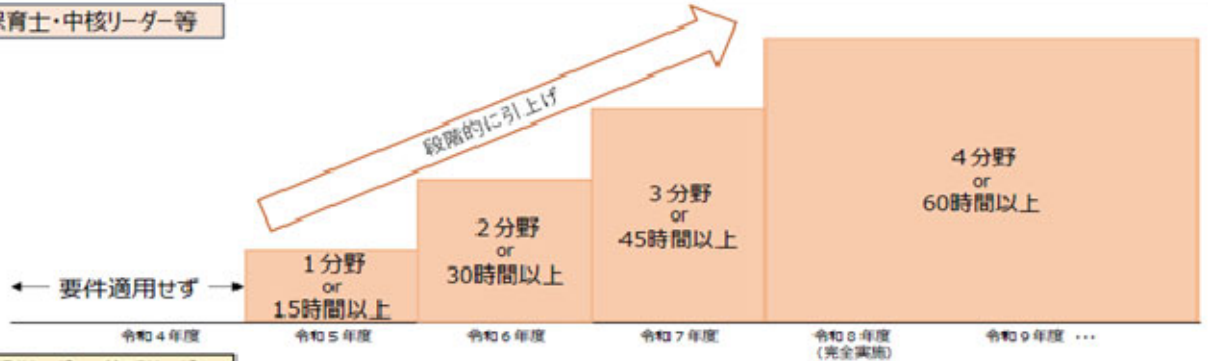 育士・中核リーダー等
段階的に引上げ
4分野
or
60時間以上
3分野
or
45時間以上
2分野
or
30時間以上
1分野
or
15時間以上
要件適用せず
令和4年度
令和5年度
令和6年度
令和7年度
令和8年度
(完全実施)
令和9年度 …